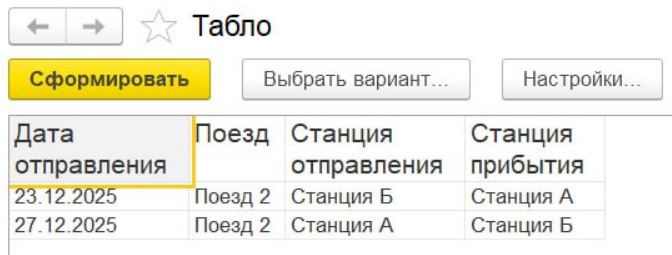 Табло
Сформировать Выбрать вариант... Настройки...
Дата отправления Поезд Станция отправления Станция прибытия
23.12.2025 Поезд 2 Станция Б Станция А
27.12.2025 Поезд 2 Станция А Станция Б